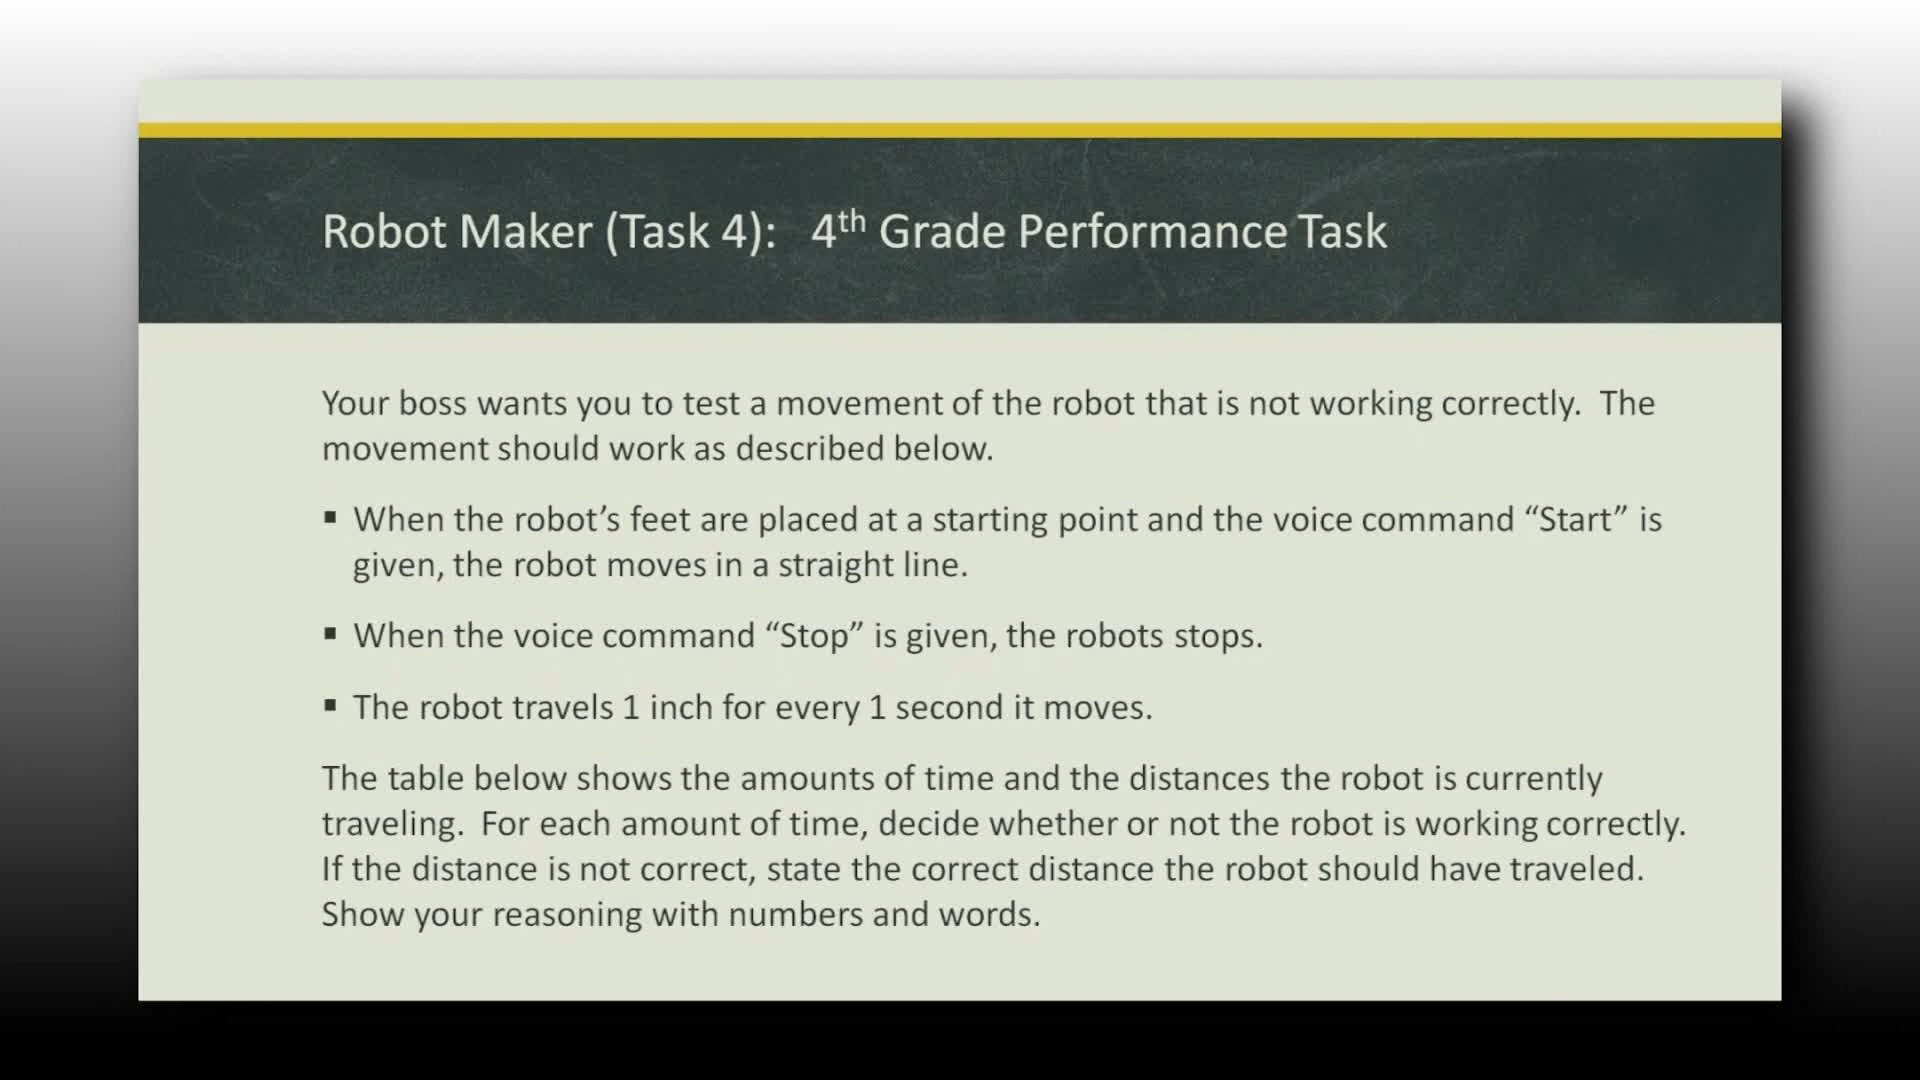 Robot Maker (Task 4): 4th Grade Performance Task
Your boss wants you to test a movement of the robot that is not working correctly. The
movement should work as described below.
▪ When the robot’s feet are placed at a starting point and the voice command “Start” is
given, the robot moves in a straight line.
▪ When the voice command “Stop” is given, the robots stops.
▪ The robot travels 1 inch for every 1 second it moves.
The table below shows the amounts of time and the distances the robot is currently
traveling. For each amount of time, decide whether or not the robot is working correctly.
If the distance is not correct, state the correct distance the robot should have traveled.
Show your reasoning with numbers and words.